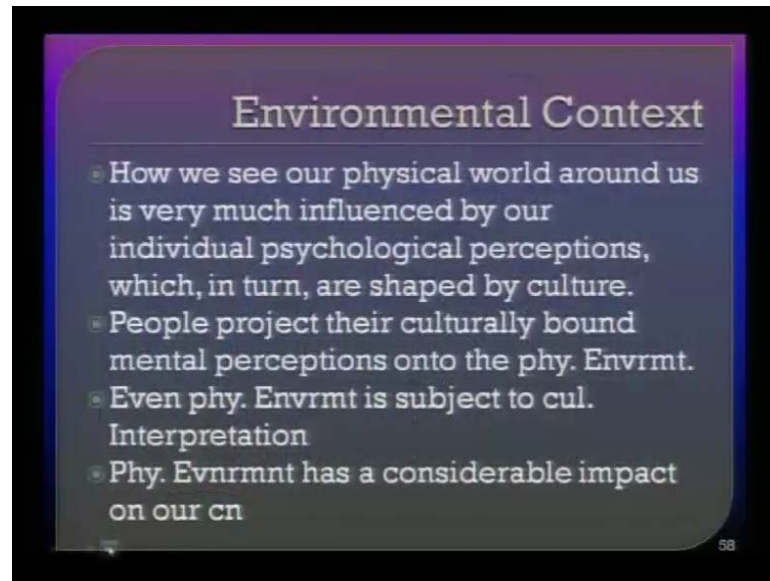 Environmental Context
How we see our physical world around us
is very much influenced by our
individual psychological perceptions,
which, in turn, are shaped by culture.
People project their culturally bound
mental perceptions onto the phy. Envrmt.
Even phy. Envrmt is subject to cul.
Interpretation
Phy. Evnrmnt has a considerable impact
on our cn
58